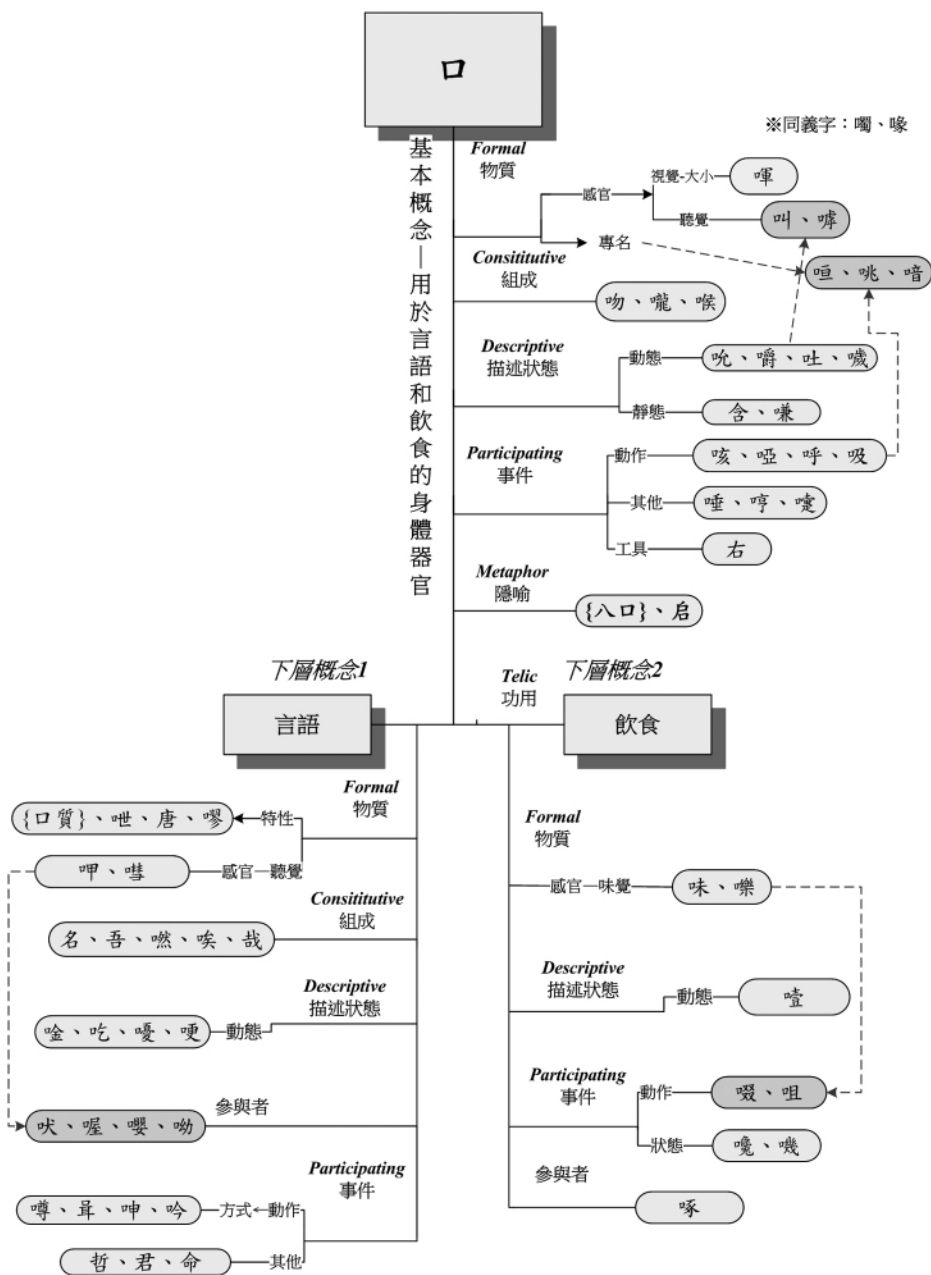 口
※同義字：噣、喙
基本概念—用於言語和飲食的身體器官
Formal
物質
感官
視覺-大小
喗
聽覺
叫、嘑
專名
咺、咷、喑
Consititutive
組成
吻、嚨、喉
Descriptive
描述狀態
動態
吮、嚼、吐、噦
靜態
含、嗛
Participating
事件
動作
咳、啞、呼、吸
其他
唾、哼、嚏
工具
右
Metaphor
隱喻
{八口}、启
Telic
功用
下層概念1
言語
Formal
物質
特性
{口質}、呭、唐、嘐
感官—聽覺
呷、嘒
Consititutive
組成
名、吾、嘫、唉、哉
Descriptive
描述狀態
動態
唫、吃、嚘、哽
參與者
吠、喔、嚶、呦
Participating
事件
方式←動作
噂、咠、呻、吟
其他
哲、君、命
下層概念2
飲食
Formal
物質
感官—味覺
味、嚛
Descriptive
描述狀態
動態
噎
Participating
事件
動作
啜、咀
狀態
嚵、嘰
參與者
啄